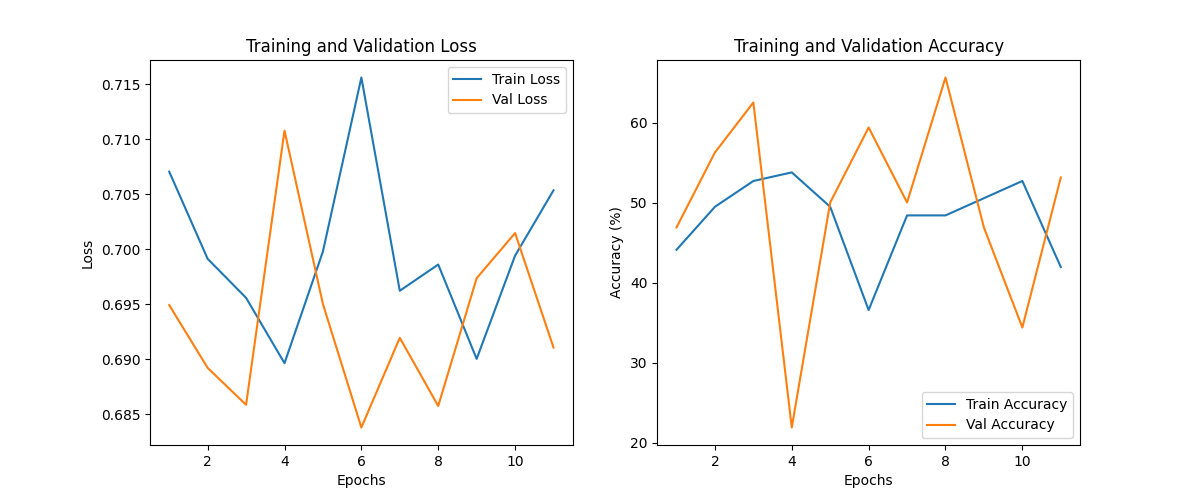 Training and Validation Loss
Train Loss
Val Loss
0.715
0.710
0.705
0.700
0.695
0.690
0.685
Loss
2 4 6 8 10
Epochs
Training and Validation Accuracy
60
50
40
30
20
Accuracy (%)
Train Accuracy
Val Accuracy
2 4 6 8 10
Epochs